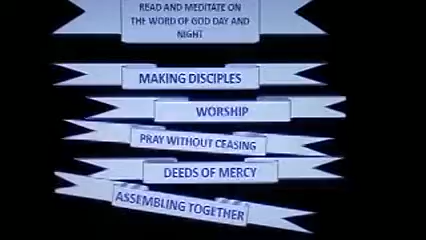 READ AND MEDITATE ON
THE WORD OF GOD DAY AND
NIGHT
MAKING DISCIPLES
WORSHIP
PRAY WITHOUT CEASING
DEEDS OF MERCY
ASSEMBLING TOGETHER